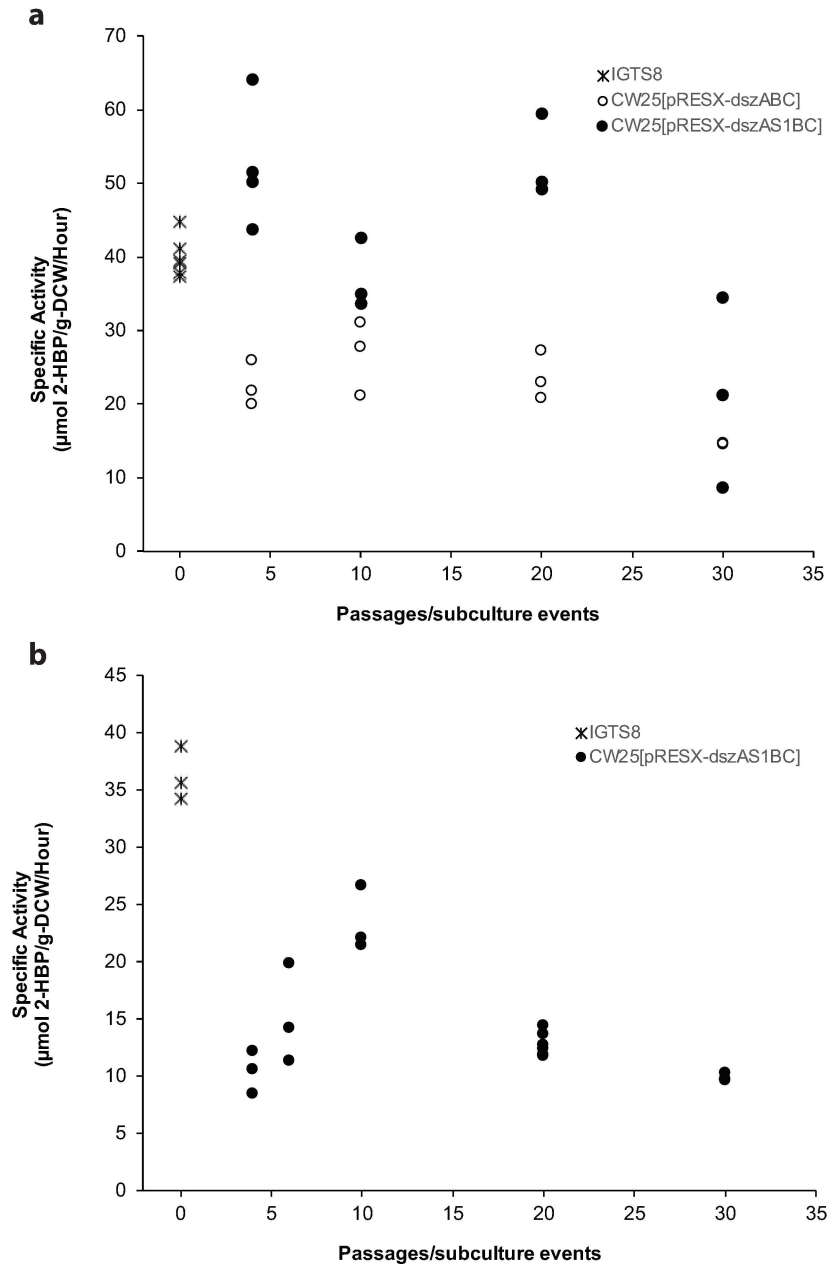 a
70
60
50
40
30
20
10
0
Specific Activity
(µmol 2-HBP/g-DCW/Hour)
IGTS8
CW25[pRESX-dszABC]
CW25[pRESX-dszAS1BC]
0 5 10 15 20 25 30 35
Passages/subculture events
b
45
40
35
30
25
20
15
10
5
0
Specific Activity
(µmol 2-HBP/g-DCW/Hour)
IGTS8
CW25[pRESX-dszAS1BC]
0 5 10 15 20 25 30 35
Passages/subculture events